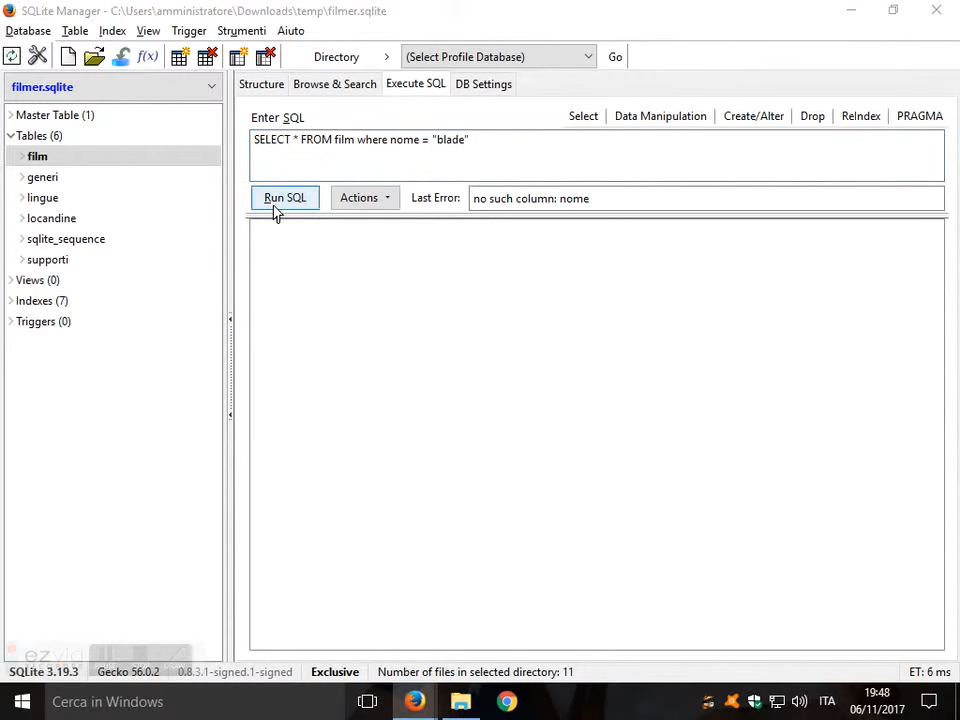 SQLite Manager - C:\Users\amministratore\Downloads\temp\filmer.sqlite
Database Table Index View Trigger Strumenti Aiuto
f(x) Directory (Select Profile Database) Go
filmer.sqlite
Structure Browse & Search Execute SQL DB Settings
Master Table (1)
Tables (6)
film
generi
lingue
locandine
sqlite_sequence
supporti
Views (0)
Indexes (7)
Triggers (0)
Enter SQL Select Data Manipulation Create/Alter Drop ReIndex PRAGMA
SELECT * FROM film where nome = "blade"
Run SQL Actions Last Error: no such column: nome
SQLite 3.19.3 Gecko 56.0.2 0.8.3.1-signed.1-signed Exclusive Number of files in selected directory: 11 ET: 6 ms
Cerca in Windows ITA 19:48
06/11/2017